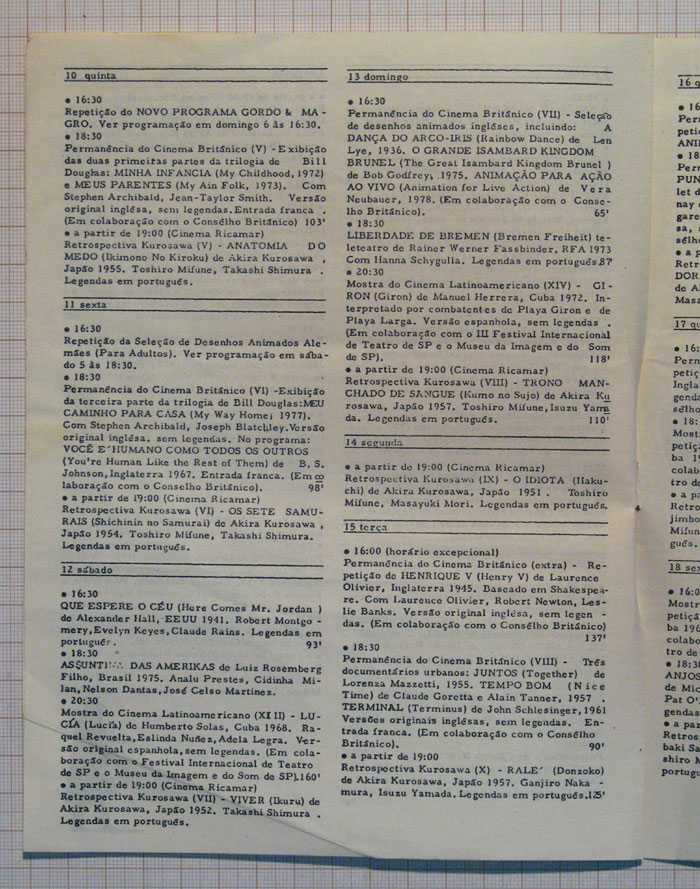 10 quinta
● 16:30
Repetição do NOVO PROGRAMA GORDO & MA-
GRO. Ver programação em domingo 6 às 16:30.
● 18:30
Permanência do Cinema Britânico (V) -Exibição
das duas primeiras partes da trilogia de Bill
Douglas: MINHA INFANCIA (My Childhood, 1972)
e MEUS PARENTES (My Ain Folk, 1973). Com
Stephen Archibald, Jean-Taylor Smith. Versão
original inglêsa, sem legendas.Entrada franca .
(Em colaboração com o Consêlho Britânico) 103'
● a partir de 19:00 (Cinema Ricamar)
Retrospectiva Kurosawa (V) - ANATOMIA DO
MEDO (Ikimono No Kiroku) de Akira Kurosawa ,
Japão 1955. Toshiro Mifune, Takashi Shimura .
Legendas em português.
11 sexta
● 16:30
Repetição da Seleção de Desenhos Animados Ale-
mães (Para Adultos). Ver programação em sába-
do 5 às 18:30.
● 18:30
Permanência do Cinema Britânico (VI) -Exibição
da terceira parte da trilogia de Bill Douglas:MEU
CAMINHO PARA CASA (My Way Home, 1977).
Com Stephen Archibald, Joseph Blatchley.Versão
original inglêsa. sem legendas. No programa:
VOCÊ E´HUMANO COMO TODOS OS OUTROS
(You're Human Like the Rest of Them) de B. S.
Johnson,Inglaterra 1967. Entrada franca. (Em co
laboração com o Conselho Britânico). 98'
● a partir de 19:00 (Cinema Ricamar)
Retrospectiva Kurosawa (VI) - OS SETE SAMU-
RAIS (Shichinin no Samurai) de Akira Kurosawa ,
Japão 1954. Toshiro Mifune, Takashi Shimura.
Legendas em português.
12 sábado
● 16:30
QUE ESPERE O CÉU (Here Comes Mr. Jordan )
de Alexander Hall, EEUU 1941. Robert Montgo -
mery,Evelyn Keyes,Claude Rains. Legendas em
português. 93'
● 18:30
DAS AMERIKAS de Luiz Rosemberg
Filho, Brasil 1975. Analu Prestes, Cidinha Mi-
lan,Nelson Dantas,José Celso Martinez.
● 20:30
Mostra do Cinema Latinoamericano (XIII) - LU-
CÍA (Lucía) de Humberto Solas, Cuba 1968. Ra-
quel Revuelta,Eslinda Nuñez,Adela Legra. Ver-
são original espanhola,sem legendas. (Em cola-
boração com o Festival Internacional de Teatro
de SP e o Museu da Imagem e do Som de SP).160'
● a partir de 19:00 (Cinema Ricamar)
Retrospectiva Kurosawa (VII) - VIVER (Ikuru) de
Akira Kurosawa, Japão 1952. Takashi Shimura .
Legendas em português.
13 domingo
● 16:30
Permanência do Cinema Britânico (VII) - Seleção
de desenhos animados inglêses, incluindo: A
DANÇA DO ARCO-IRIS (Rainbow Dance) de Len
Lye, 1936. O GRANDE ISAMBARD KINGDOM
BRUNEL (The Great Isambard Kingdom Brunel )
de Bob Godfrey, 1975. ANIMAÇÃO PARA AÇÃO
AO VIVO (Animation for Live Action) de Vera
Neubauer, 1978. (Em colaboração com o Conse-
lho Britânico). 65'
● 18:30
LIBERDADE DE BREMEN (Bremen Freiheit) te-
leteatro de Rainer Werner Fassbinder, RFA 1973
Com Hanna Schygulla. Legendas em português.87
● 20:30
Mostra do Cinema Latinoamericano (XIV) - GI-
RON (Giron) de Manuel Herrera, Cuba 1972. In-
terpretado por combatentes de Playa Giron e de
Playa Larga. Versão espanhola, sem legendas .
(Em colaboração com o III Festival Internacional
de Teatro de SP e o Museu da Imagem e do Som
de SP). 118'
● a partir de 19:00 (Cinema Ricamar)
Retrospectiva Kurosawa (VIII) - TRONO MAN-
CHADO DE SANGUE (Kumo no Sujo) de Akira Ku
rosawa, Japão 1957. Toshiro Mifune,Isuzu Yama
da. Legendas em português. 110'
14 segunda
● a partir de 19:00 (Cinema Ricamar)
Retrospectiva Kurosawa (IX) - O IDIOTA (Haku-
chi) de Akira Kurosawa, Japão 1951 . Toshiro
Mifune, Masayuki Mori. Legendas em português.
15 terça
● 16:00 (horário excepcional)
Permanência do Cinema Britânico (extra) - Re-
petição de HENRIQUE V (Henry V) de Laurence
Olivier, Inglaterra 1945. Baseado em Shakespea-
re. Com Laurence Olivier, Robert Newton, Les-
lie Banks. Versão original inglêsa, sem legen -
das. (Em colaboração com o Conselho Britânico)
137'
● 18:30
Permanência do Cinema Britânico (VIII) - Três
documentários urbanos: JUNTOS (Together) de
Lorenza Mazzetti, 1955. TEMPO BOM (Nice
Time) de Claude Goretta e Alain Tanner, 1957 .
TERMINAL (Terminus) de John Schlesinger,1961
Versões originais inglêsas, sem legendas. En-
trada franca. (Em colaboração com o Conselho
Britânico). 90'
● a partir de 19:00
Retrospectiva Kurosawa (X) - RALE´ (Donzoko)
de Akira Kurosawa, Japão 1957. Ganjiro Naka -
mura, Isuzu Yamada. Legendas em português.125'
16
17
18